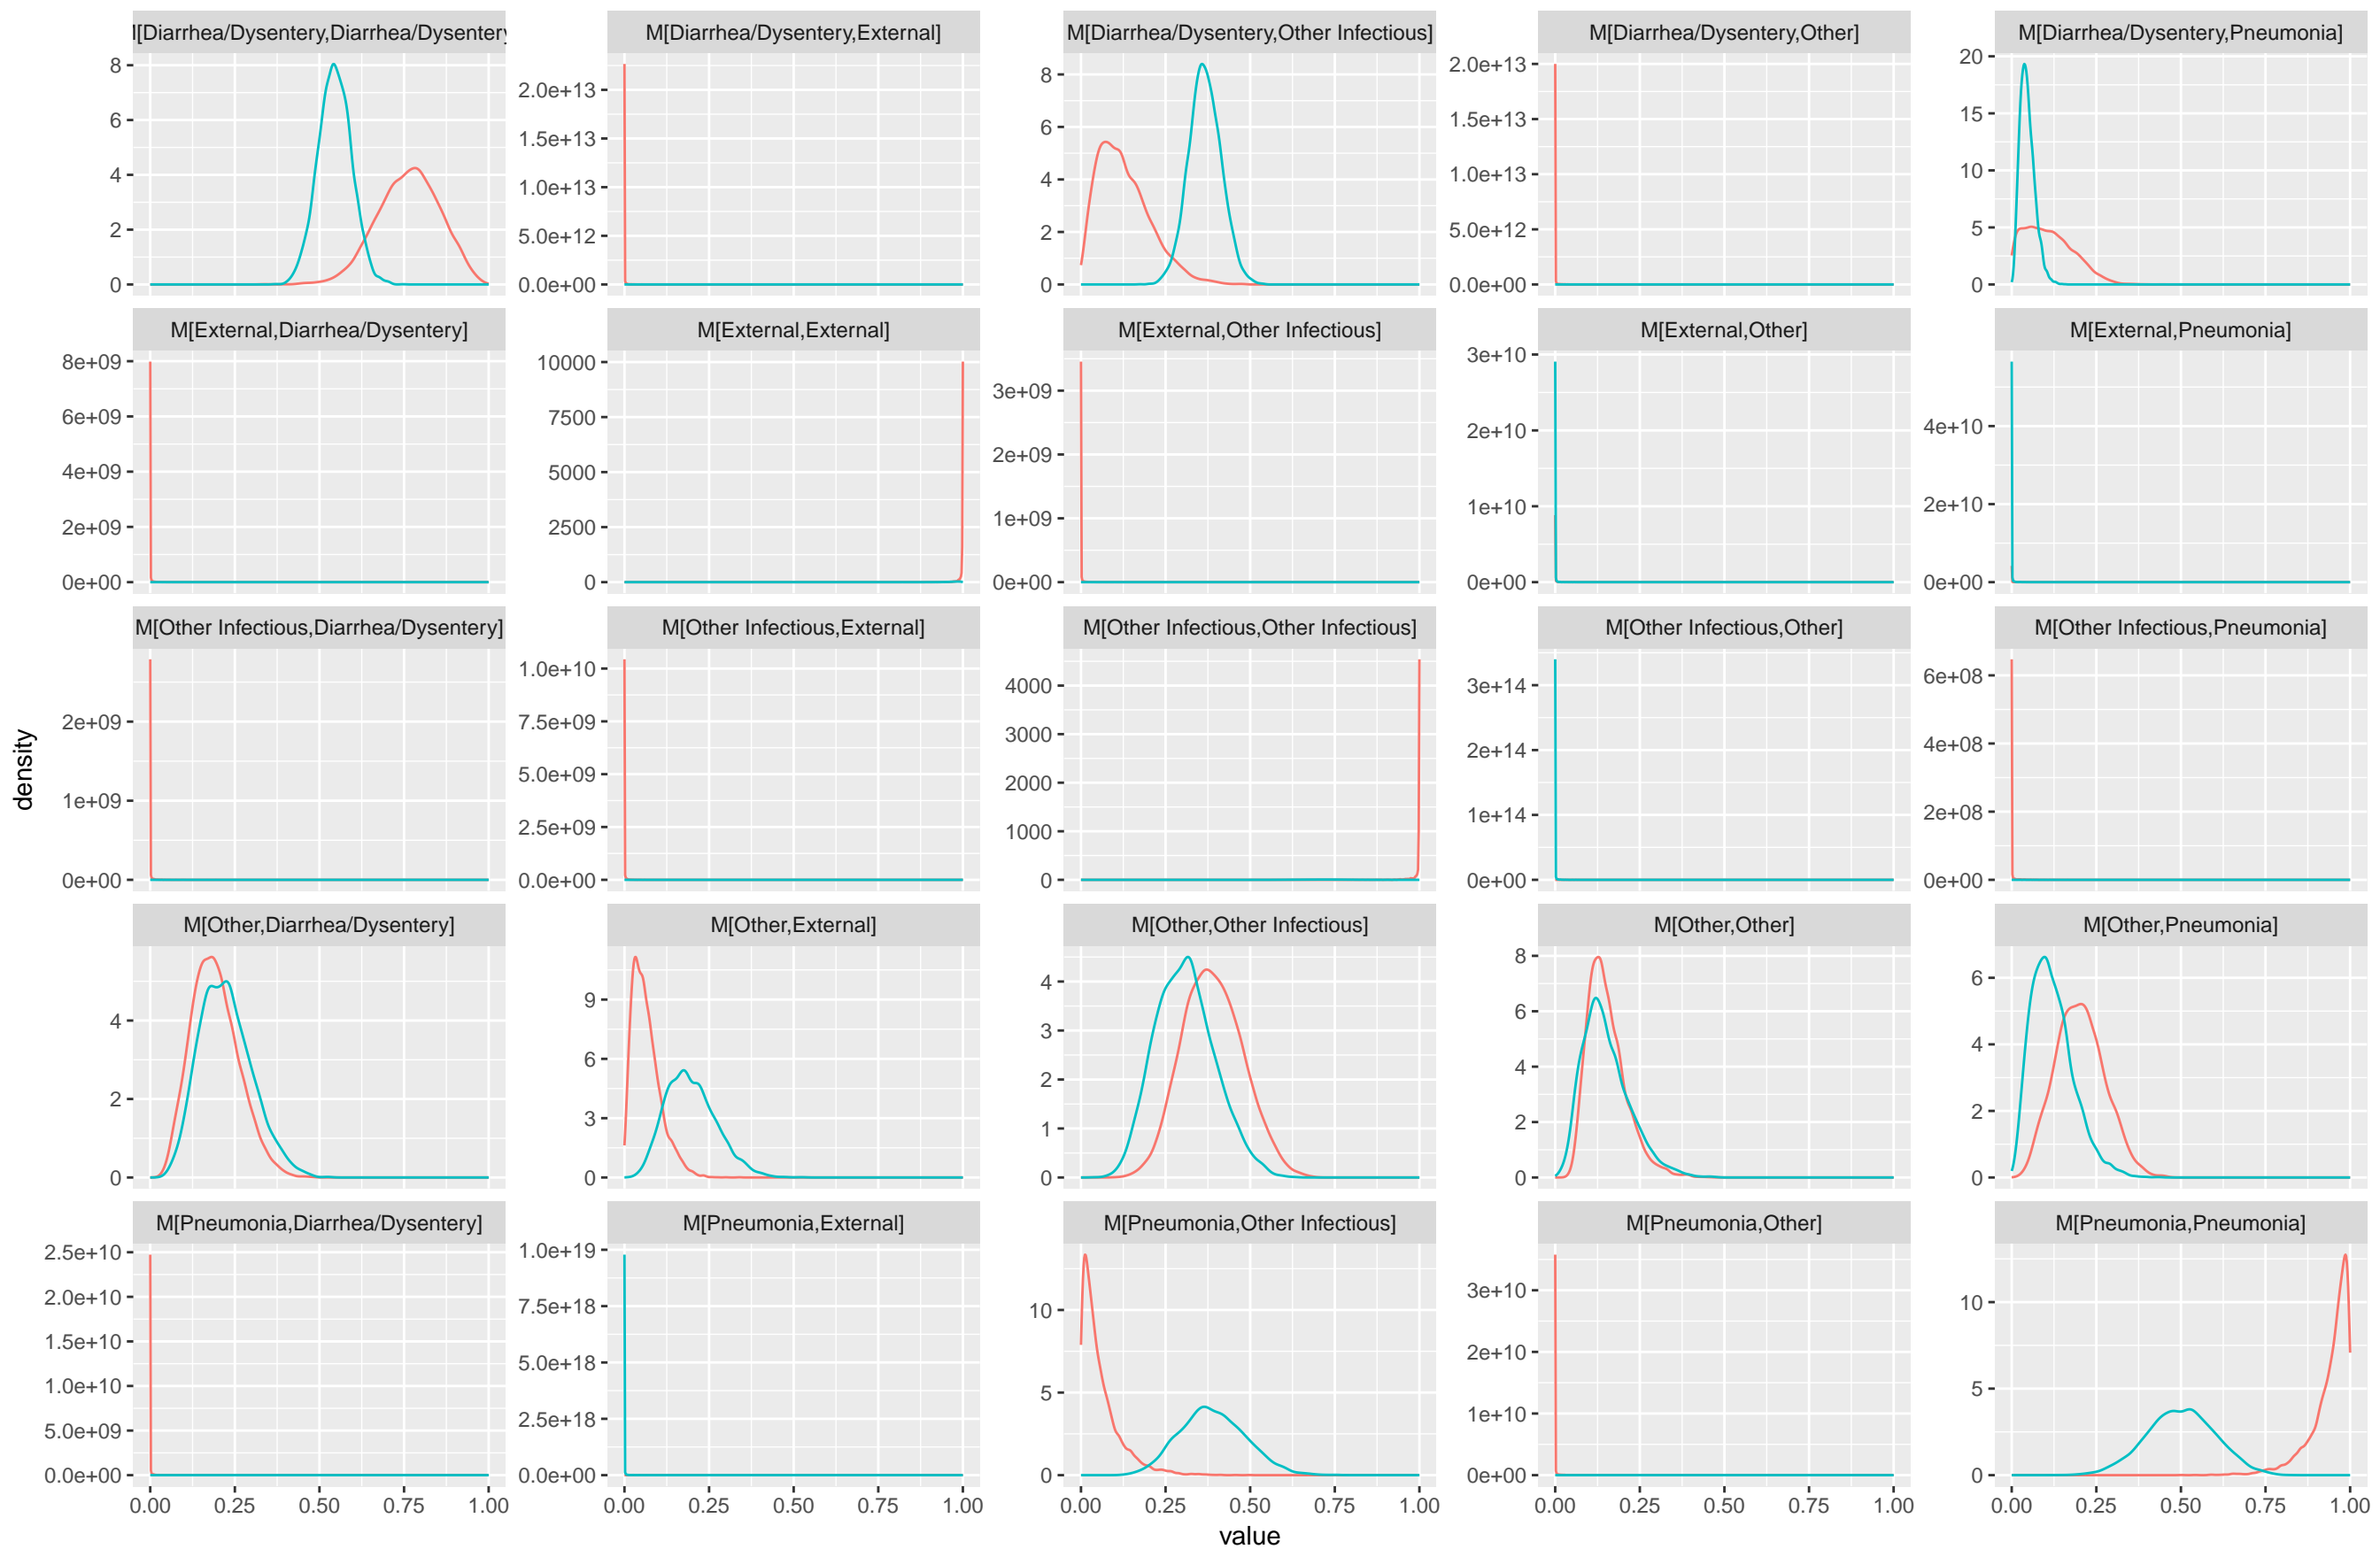 M[Diarrhea/Dysentery,Diarrhea/Dysentery
M[Diarrhea/Dysentery,External]
M[Diarrhea/Dysentery,Other Infectious]
M[Diarrhea/Dysentery,Other]
M[Diarrhea/Dysentery,Pneumonia]
8
6
4
2
0
2.0e+13
1.5e+13
1.0e+13
5.0e+12
0.0e+00
8
6
4
2
0
2.0e+13
1.5e+13
1.0e+13
5.0e+12
0.0e+00
20
15
10
5
0
M[External,Diarrhea/Dysentery]
M[External,External]
M[External,Other Infectious]
M[External,Other]
M[External,Pneumonia]
8e+09
6e+09
4e+09
2e+09
0e+00
10000
7500
5000
2500
0
3e+09
2e+09
1e+09
0e+00
3e+10
2e+10
1e+10
0e+00
4e+10
2e+10
0e+00
M[Other Infectious,Diarrhea/Dysentery]
M[Other Infectious,External]
M[Other Infectious,Other Infectious]
M[Other Infectious,Other]
M[Other Infectious,Pneumonia]
2e+09
1e+09
0e+00
1.0e+10
7.5e+09
5.0e+09
2.5e+09
0.0e+00
4000
3000
2000
1000
0
3e+14
2e+14
1e+14
0e+00
6e+08
4e+08
2e+08
0e+00
density
M[Other,Diarrhea/Dysentery]
M[Other,External]
M[Other,Other Infectious]
M[Other,Other]
M[Other,Pneumonia]
4
2
0
9
6
3
0
4
3
2
1
0
8
6
4
2
0
6
4
2
0
M[Pneumonia,Diarrhea/Dysentery]
M[Pneumonia,External]
M[Pneumonia,Other Infectious]
M[Pneumonia,Other]
M[Pneumonia,Pneumonia]
2.5e+10
2.0e+10
1.5e+10
1.0e+10
5.0e+09
0.0e+00
1.0e+19
7.5e+18
5.0e+18
2.5e+18
0.0e+00
10
5
0
3e+10
2e+10
1e+10
0e+00
10
5
0
0.00 0.25 0.50 0.75 1.00
0.00 0.25 0.50 0.75 1.00
0.00 0.25 0.50 0.75 1.00
0.00 0.25 0.50 0.75 1.00
0.00 0.25 0.50 0.75 1.00
value